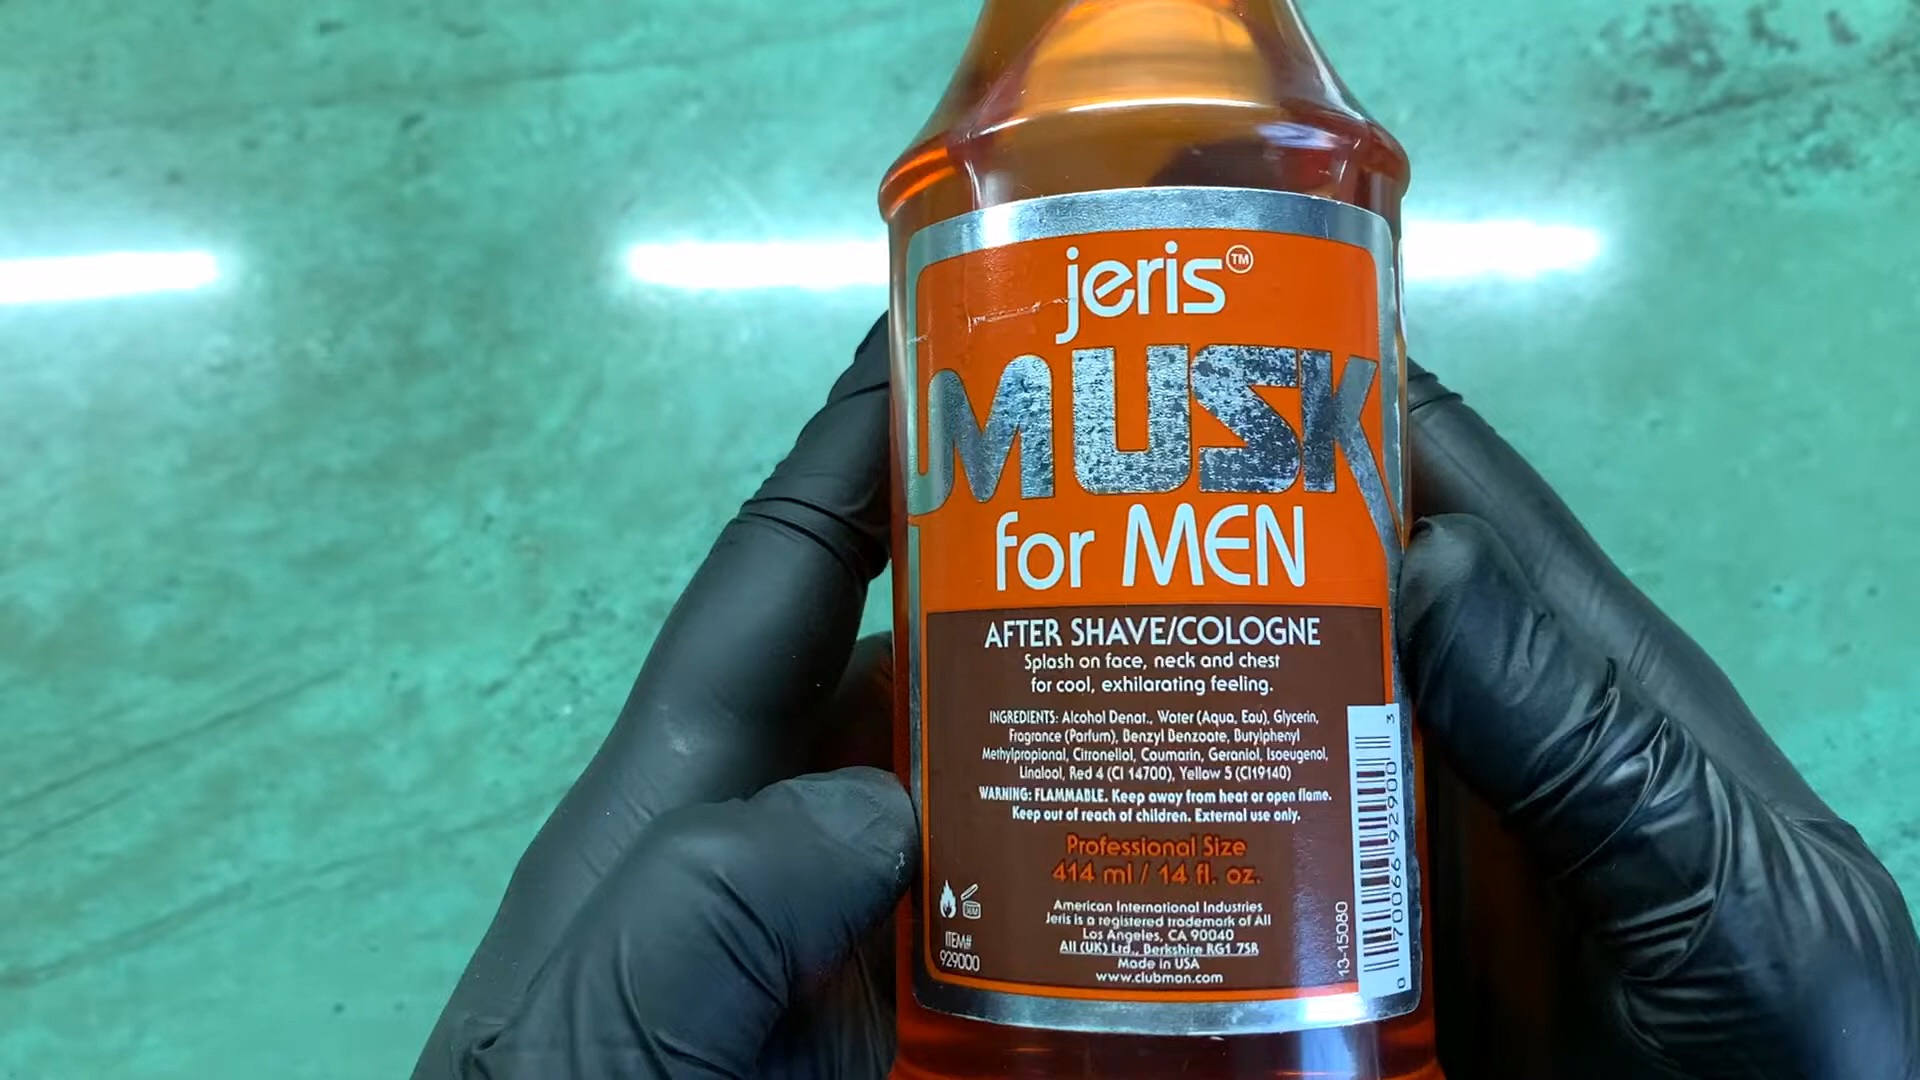 jeris™
MUSK
for MEN
AFTER SHAVE/COLOGNE
Splash on face, neck and chest
for cool, exhilarating feeling.
INGREDIENTS: Alcohol Denat., Water (Aqua, Eau), Glycerin,
Fragrance (Parfum), Benzyl Benzoate, Butylphenyl
Methylpropional, Citronellol, Coumarin, Geraniol, Isoeugenol,
Linalool, Red 4 (CI 14700), Yellow 5 (CI19140)
WARNING: FLAMMABLE. Keep away from heat or open flame.
Keep out of reach of children. External use only.
Professional Size
414 ml / 14 fl. oz.
American International Industries
Jeris is a registered trademark of AII
Los Angeles, CA 90040
AII (UK) Ltd., Berkshire RG1 7SR
Made in USA
www.clubman.com
ITEM#
929000
13-15080
0 70066 92900 3